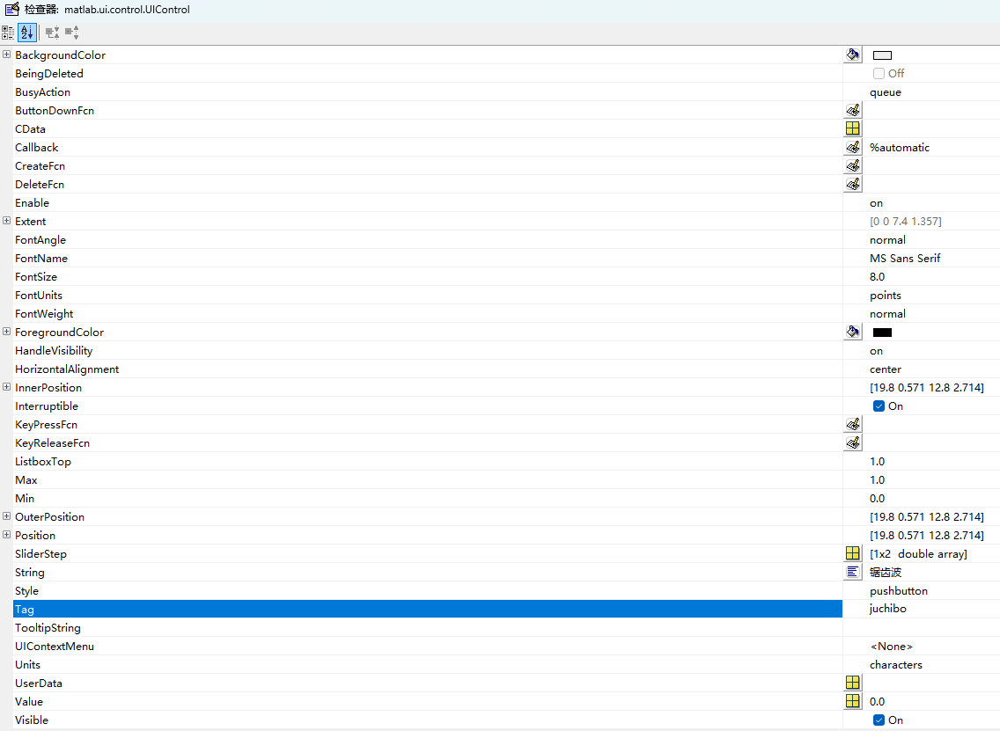 检查器: matlab.ui.control.UIControl
BackgroundColor
BeingDeleted Off
BusyAction queue
ButtonDownFcn
CData
Callback %automatic
CreateFcn
DeleteFcn
Enable on
Extent [0 0 7.4 1.357]
FontAngle normal
FontName MS Sans Serif
FontSize 8.0
FontUnits points
FontWeight normal
ForegroundColor
HandleVisibility on
HorizontalAlignment center
InnerPosition [19.8 0.571 12.8 2.714]
Interruptible On
KeyPressFcn
KeyReleaseFcn
ListboxTop 1.0
Max 1.0
Min 0.0
OuterPosition [19.8 0.571 12.8 2.714]
Position [19.8 0.571 12.8 2.714]
SliderStep [1x2 double array]
String 锯齿波
Style pushbutton
Tag juchibo
TooltipString
UIContextMenu <None>
Units characters
UserData
Value 0.0
Visible On